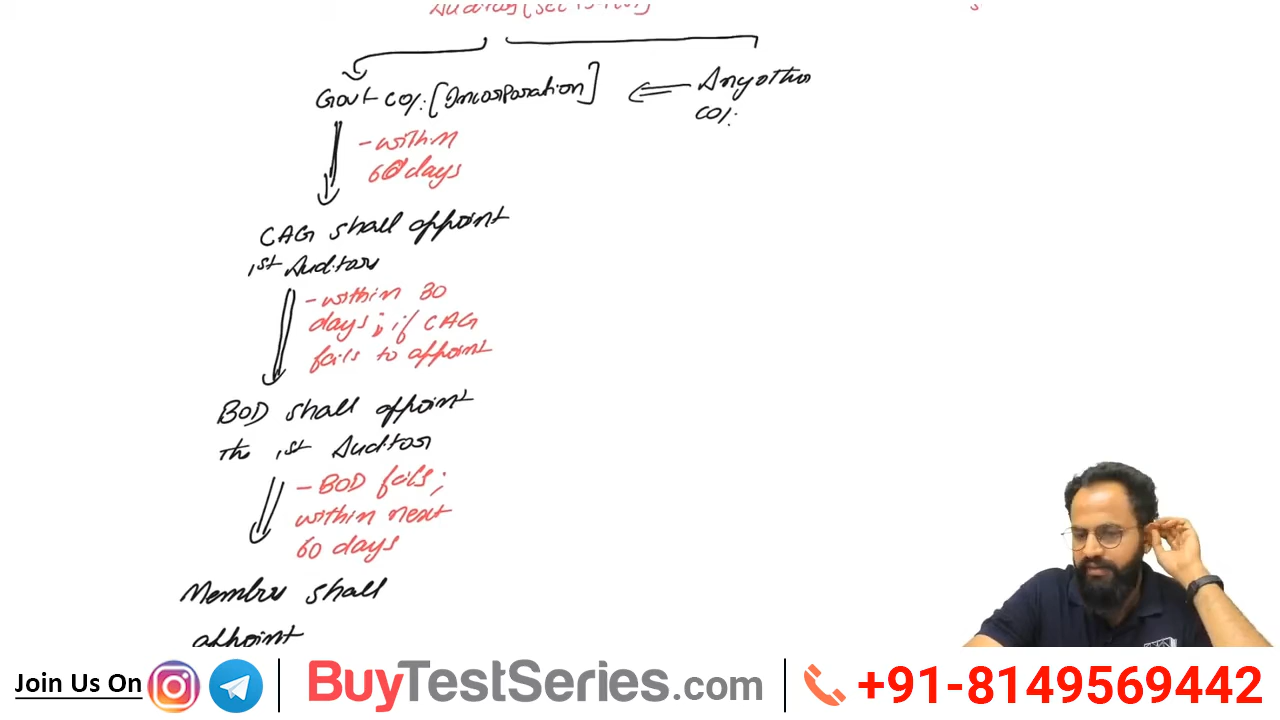 Govt co/: [Incorporation]
Any other
co/:
- within
60 days
CAG shall appoint
1st Auditors
- within 30
days; if CAG
fails to appoint
BOD shall appoint
the 1st Auditor
- BOD fails;
within next
60 days
Members shall
appoint
Join Us On
BuyTestSeries.com
+91-8149569442